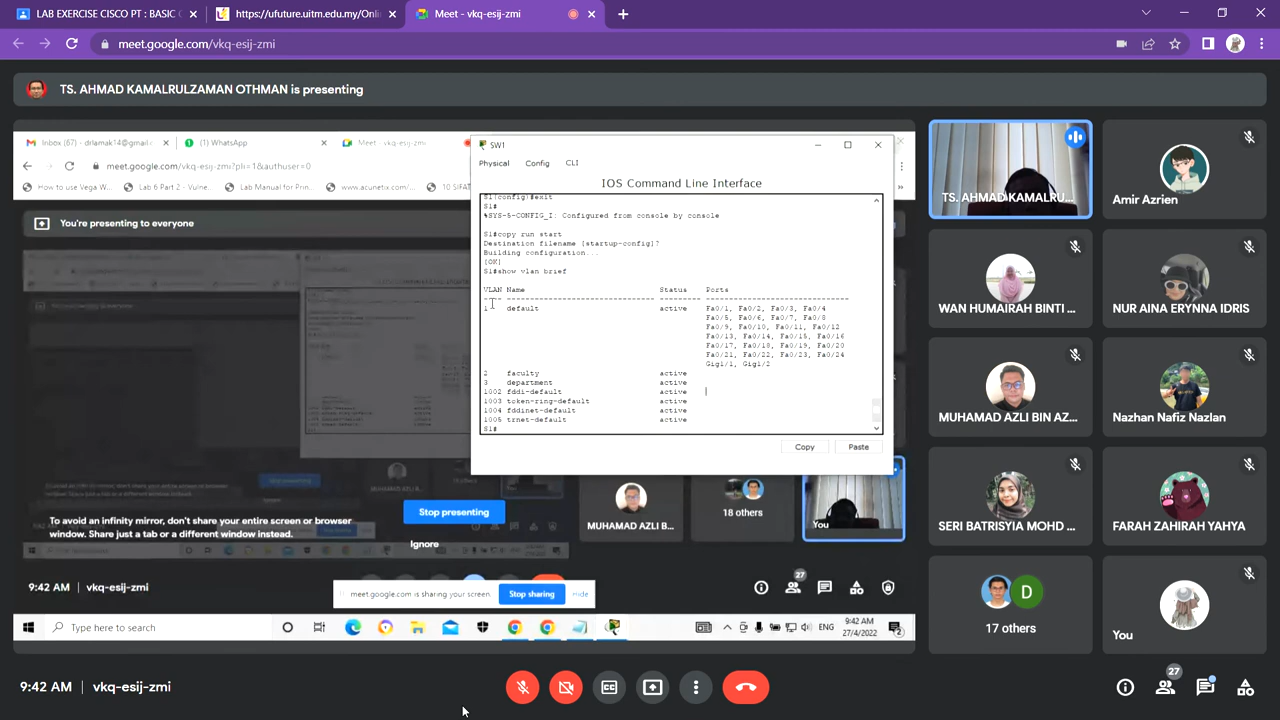 LAB EXERCISE CISCO PT : BASIC C
https://ufuture.uitm.edu.my/Onli
Meet - vkq-esij-zmi
meet.google.com/vkq-esij-zmi
TS. AHMAD KAMALRULZAMAN OTHMAN is presenting
Inbox (67) - drlamak14@gmail.
(1) WhatsApp
Meet - vkq-esij-zmi
meet.google.com/vkq-esij-zmi?pli=1&authuser=0
How to use Vega W...
Lab 6 Part 2 - Vulne...
Lab Manual for Prin...
www.acunetix.com/...
10 SIFAT
You're presenting to everyone
SW1
Physical
Config
CLI
IOS Command Line Interface
S1(config)#exit
S1#
%SYS-5-CONFIG_I: Configured from console by console
S1#copy run start
Destination filename [startup-config]?
Building configuration...
[OK]
S1#show vlan brief
VLAN Name Status Ports
---- -------------------------------- --------- -------------------------------
1 default active Fa0/1, Fa0/2, Fa0/3, Fa0/4
Fa0/5, Fa0/6, Fa0/7, Fa0/8
Fa0/9, Fa0/10, Fa0/11, Fa0/12
Fa0/13, Fa0/14, Fa0/15, Fa0/16
Fa0/17, Fa0/18, Fa0/19, Fa0/20
Fa0/21, Fa0/22, Fa0/23, Fa0/24
Gig1/1, Gig1/2
2 faculty active
3 department active
1002 fddi-default active
1003 token-ring-default active
1004 fddinet-default active
1005 trnet-default active
S1#
Copy
Paste
To avoid an infinity mirror, don't share your entire screen or browser
window. Share just a tab or a different window instead.
Stop presenting
Ignore
MUHAMAD AZLI B...
18 others
You
9:42 AM vkq-esij-zmi
meet.google.com is sharing your screen.
Stop sharing
Hide
27
Type here to search
ENG
9:42 AM
27/4/2022
2
TS. AHMAD KAMALRU...
Amir Azrien
WAN HUMAIRAH BINTI ...
NUR AINA ERYNNA IDRIS
MUHAMAD AZLI BIN AZ...
Nazhan Nafiz Nazlan
SERI BATRISYIA MOHD ...
FARAH ZAHIRAH YAHYA
D
17 others
You
9:42 AM vkq-esij-zmi
27